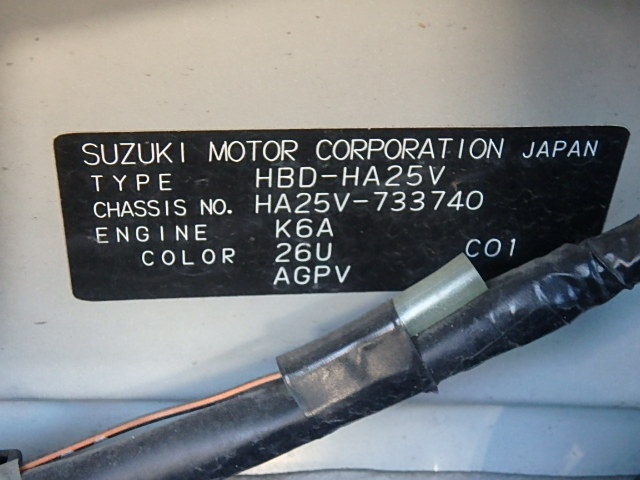 SUZUKI MOTOR CORPORATION JAPAN
TYPE HBD-HA25V
CHASSIS NO. HA25V-733740
ENGINE K6A
COLOR 26U C01
AGPV